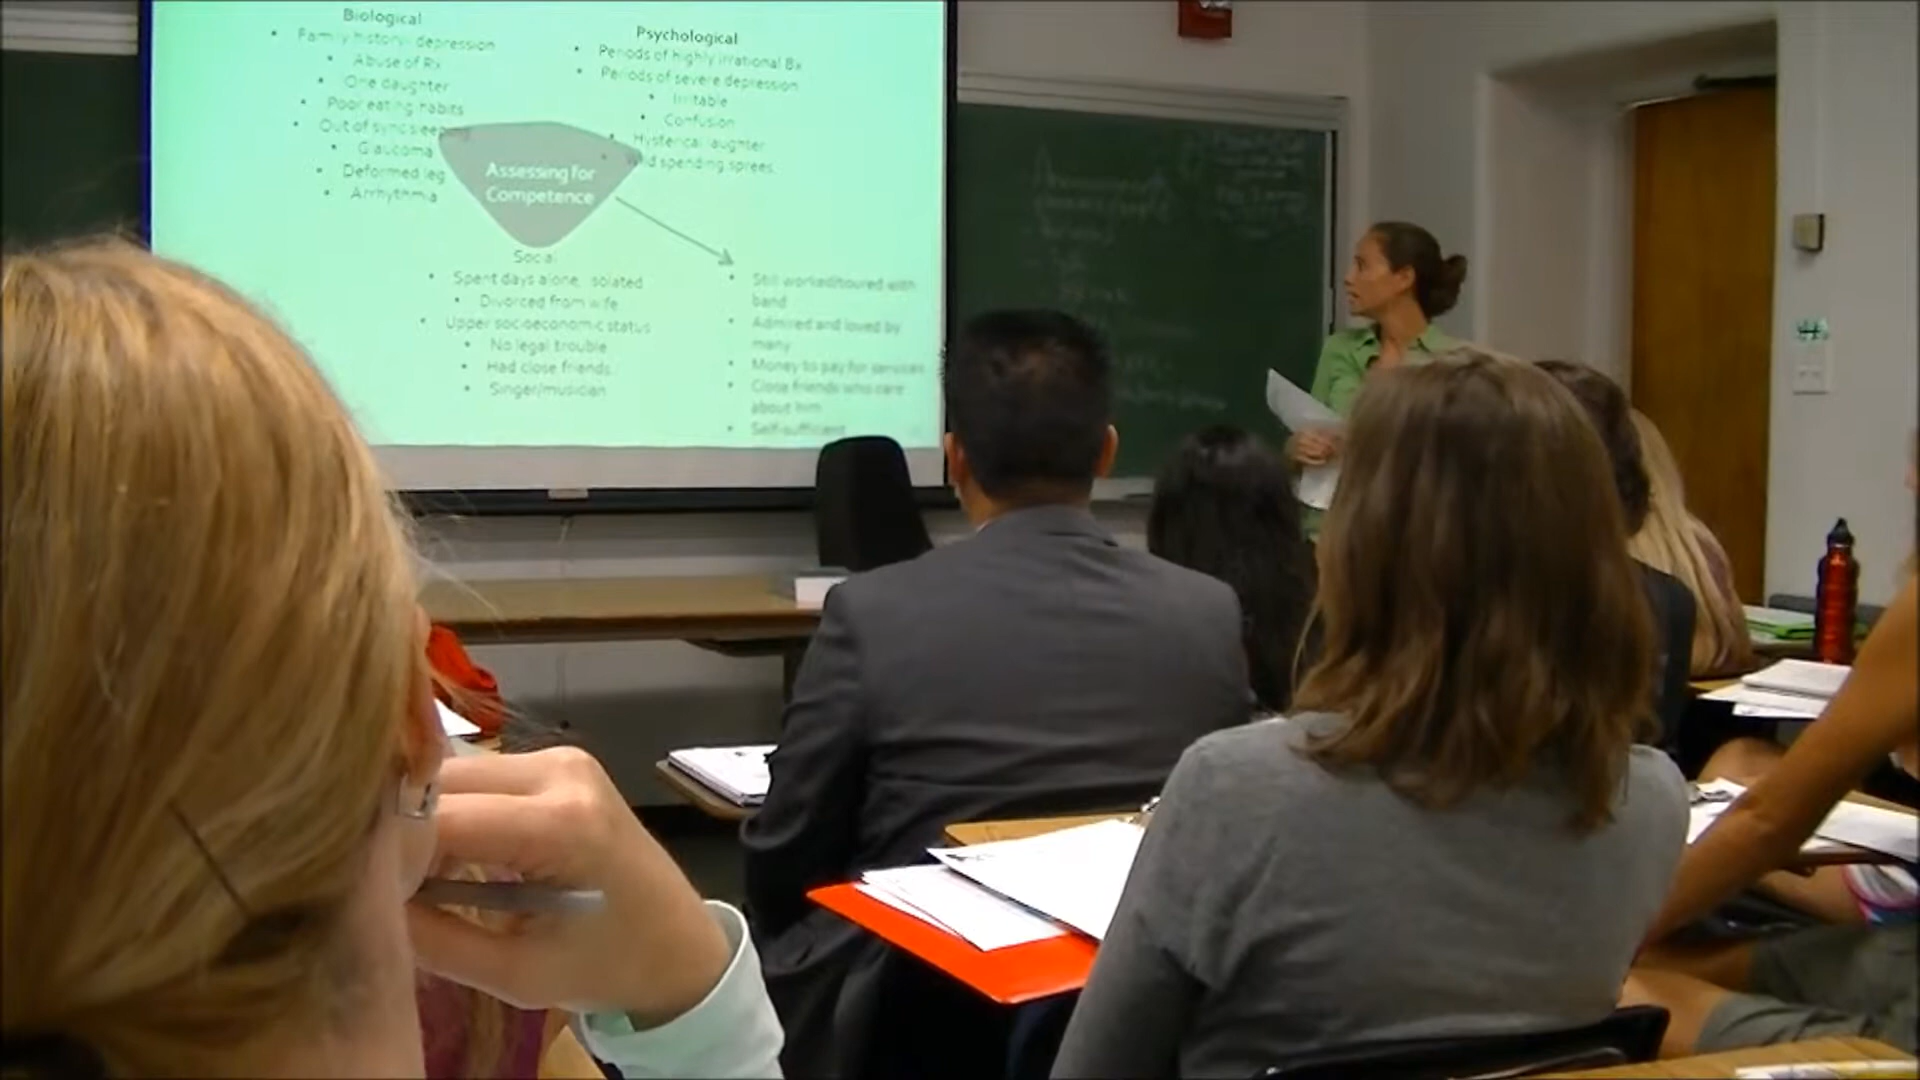 Biological
• Family history: depression
• Abuse of Rx
• One daughter
• Poor eating habits
• Out of sync sleep
• Glaucoma
• Deformed leg
• Arrhythmia
Psychological
• Periods of highly irrational Bx
• Periods of severe depression
• Irritable
• Confusion
• Hysterical laughter
• Wild spending sprees
Assessing for
Competence
Social
• Spent days alone, isolated
• Divorced from wife
• Upper socioeconomic status
• No legal trouble
• Had close friends
• Singer/musician
• Still worked/toured with
band
• Admired and loved by
many
• Money to pay for services
• Close friends who care
about him
• Self-sufficient